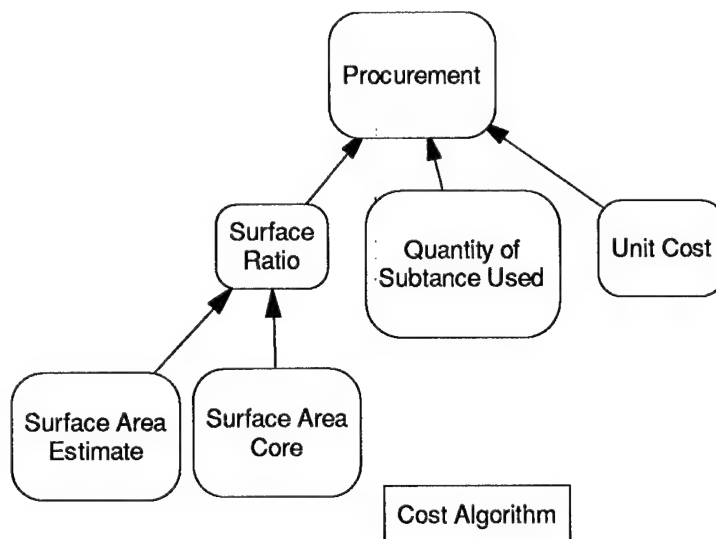 Procurement
Surface
Ratio
Quantity of
Subtance Used
Unit Cost
Surface Area
Estimate
Surface Area
Core
Cost Algorithm